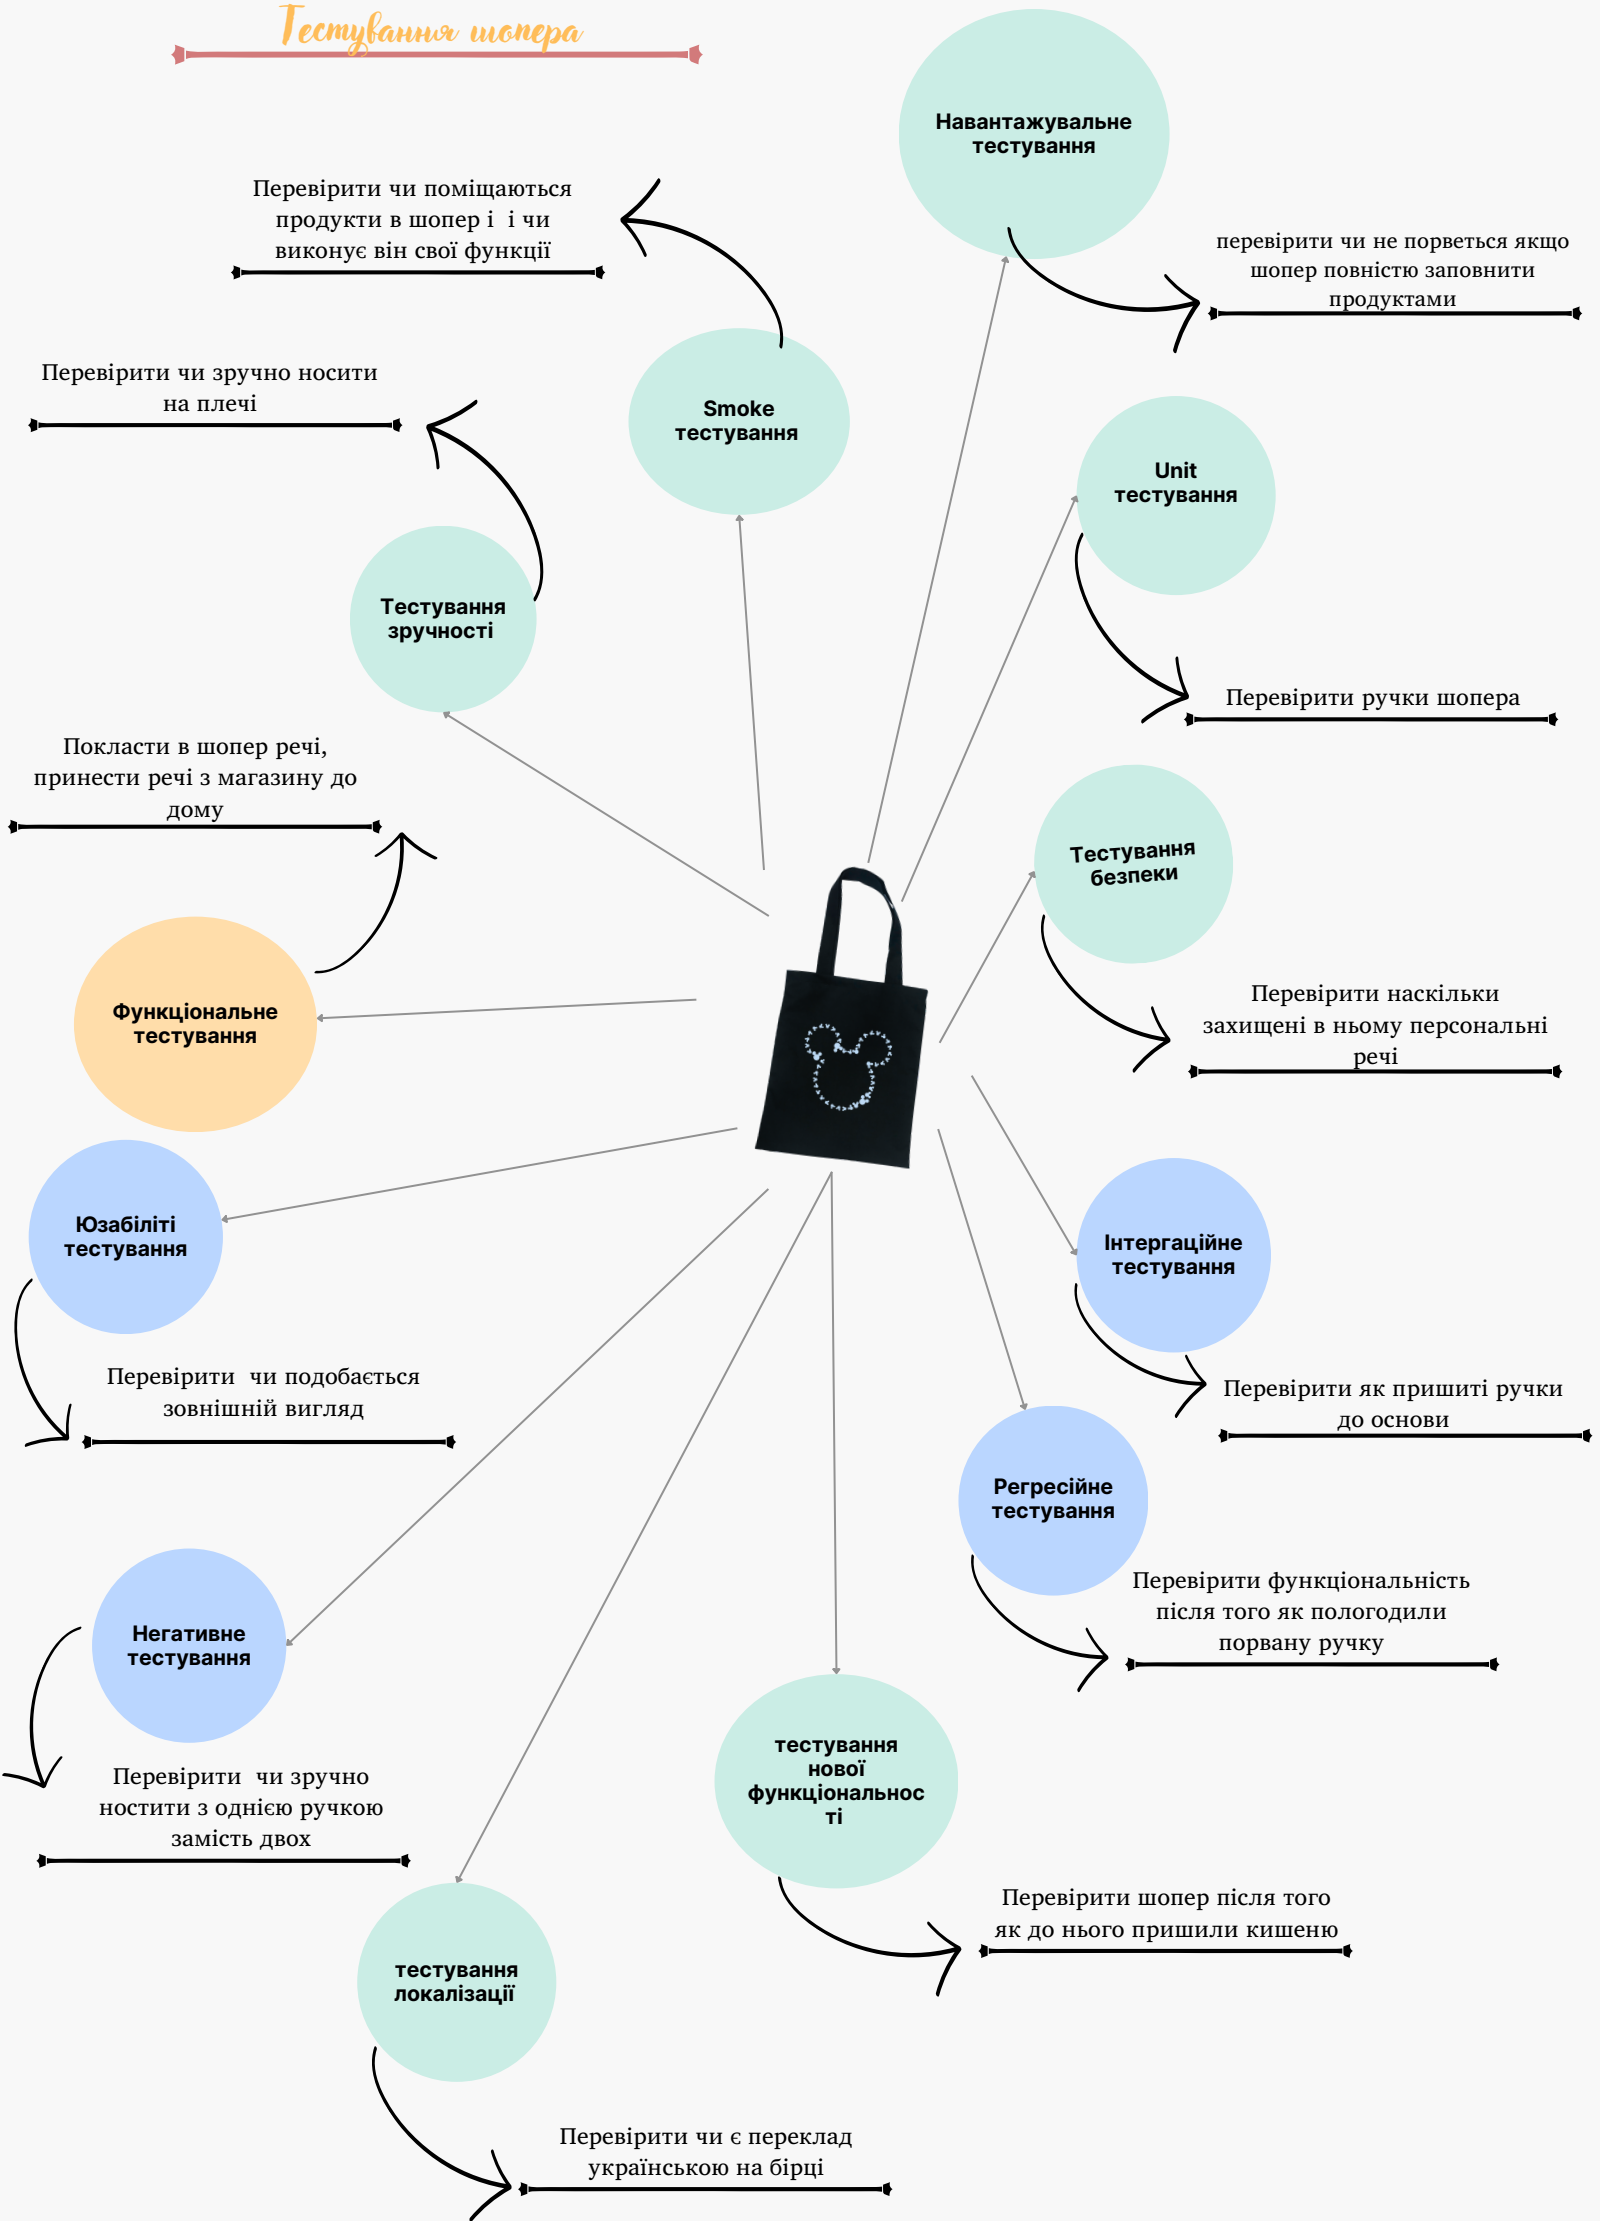 Тестування шопера
Навантажувальне
тестування
перевірити чи не порветься якщо
шопер повністю заповнити
продуктами
Перевірити чи поміщаються
продукти в шопер і  і чи
виконує він свої функції
Smoke
тестування
Перевірити чи зручно носити
на плечі
Тестування
зручності
Unit
тестування
Перевірити ручки шопера
Покласти в шопер речі,
принести речі з магазину до
дому
Функціональне
тестування
Тестування
безпеки
Перевірити наскільки
захищені в ньому персональні
речі
Юзабіліті
тестування
Перевірити  чи подобається
зовнішній вигляд
Інтергаційне
тестування
Перевірити як пришиті ручки
до основи
Регресійне
тестування
Перевірити функціональність
після того як пологодили
порвану ручку
Негативне
тестування
Перевірити  чи зручно
ностити з однією ручкою
замість двох
тестування
нової
функціональнос
ті
Перевірити шопер після того
як до нього пришили кишеню
тестування
локалізації
Перевірити чи є переклад
українською на бірці